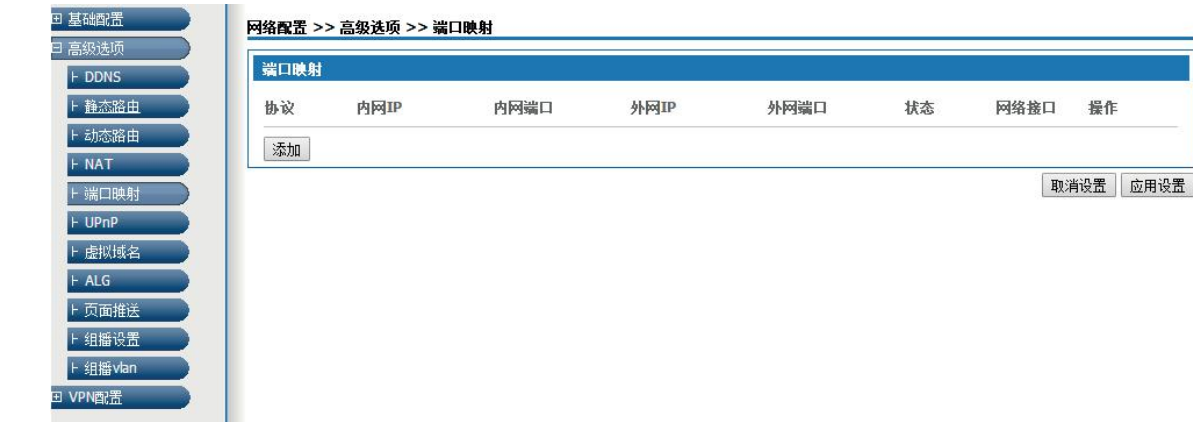 基础配置
高级选项
DDNS
静态路由
动态路由
NAT
端口映射
UPnP
虚拟域名
ALG
页面推送
组播设置
组播vlan
VPN配置
网络配置 >> 高级选项 >> 端口映射
端口映射
协议 内网IP 内网端口 外网IP 外网端口 状态 网络接口 操作
添加
取消设置 应用设置